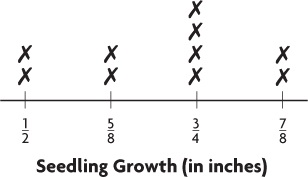 ✗
✗ ✗ ✗ ✗
✗ ✗ ✗ ✗
1/2 5/8 3/4 7/8
Seedling Growth (in inches)